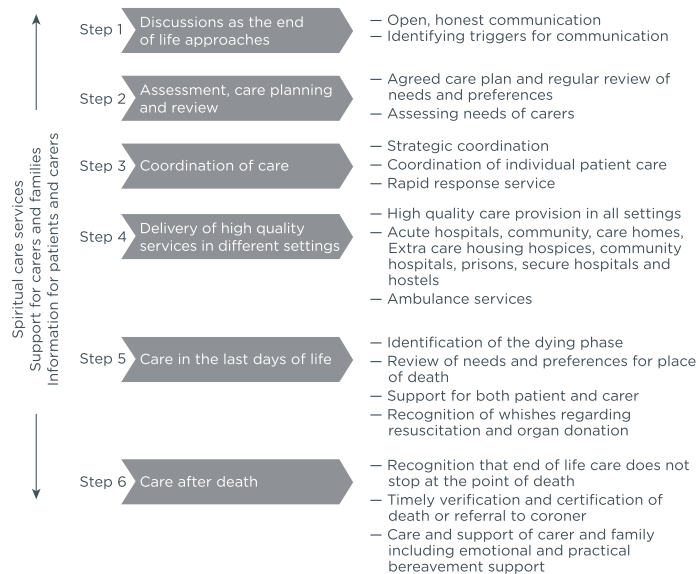 Step 1
Discussions as the end
of life approaches
— Open, honest communication
— Identifying triggers for communication
Step 2
Assessment, care planning
and review
— Agreed care plan and regular review of
needs and preferences
— Assessing needs of carers
Step 3
Coordination of care
— Strategic coordination
— Coordination of individual patient care
— Rapid response service
Step 4
Delivery of high quality
services in different settings
— High quality care provision in all settings
— Acute hospitals, community, care homes,
Extra care housing hospices, community
hospitals, prisons, secure hospitals and
hostels
— Ambulance services
Step 5
Care in the last days of life
— Identification of the dying phase
— Review of needs and preferences for place
of death
— Support for both patient and carer
— Recognition of whishes regarding
resuscitation and organ donation
Step 6
Care after death
— Recognition that end of life care does not
stop at the point of death
— Timely verification and certification of
death or referral to coroner
— Care and support of carer and family
including emotional and practical
bereavement support
Spiritual care services
Support for carers and families
Information for patients and carers